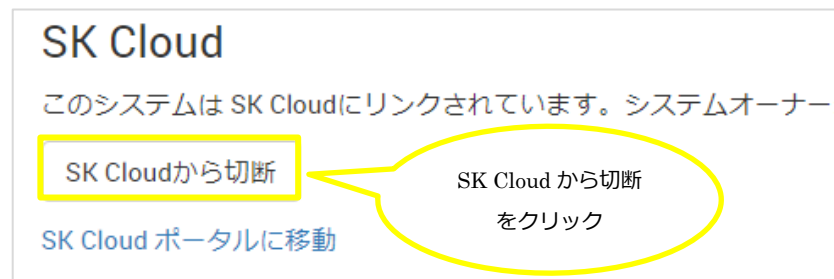 SK Cloud
このシステムは SK Cloudにリンクされています。システムオーナー
SK Cloudから切断
SK Cloud から切断
をクリック
SK Cloud ポータルに移動